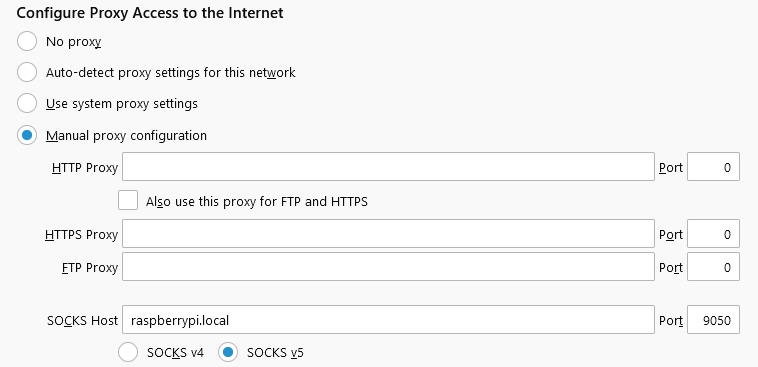 Configure Proxy Access to the Internet
No proxy
Auto-detect proxy settings for this network
Use system proxy settings
Manual proxy configuration
HTTP Proxy Port 0
Also use this proxy for FTP and HTTPS
HTTPS Proxy Port 0
FTP Proxy Port 0
SOCKS Host raspberrypi.local Port 9050
SOCKS v4 SOCKS v5